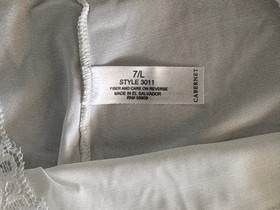 7/L
STYLE 3011
FIBER AND CARE ON REVERSE
MADE IN EL SALVADOR
CABERNET